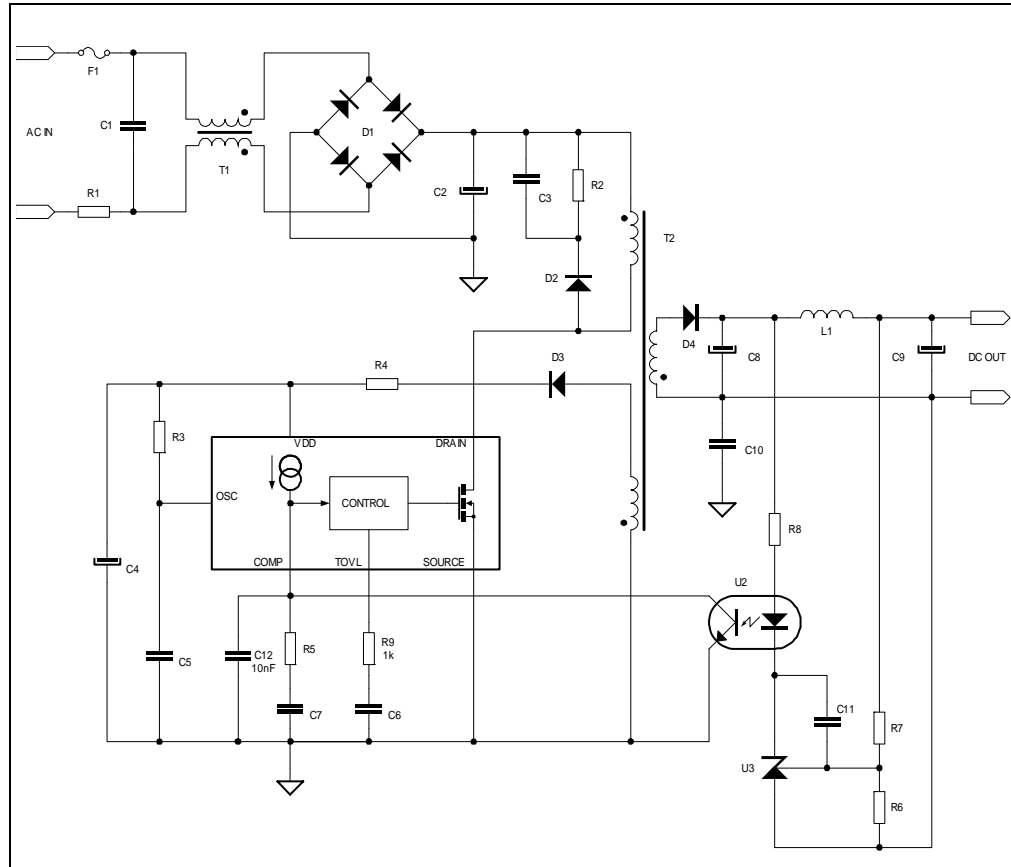 F1
AC IN
C1
T1
D1
R1
C2
C3
R2
D2
T2
D4
C8
L1
C9
DC OUT
R4
D3
R3
VDD
DRAIN
C10
OSC
CONTROL
R8
COMP
TOVL
SOURCE
C4
U2
C5
C12
10nF
R5
R9
1k
C7
C6
C11
R7
U3
R6